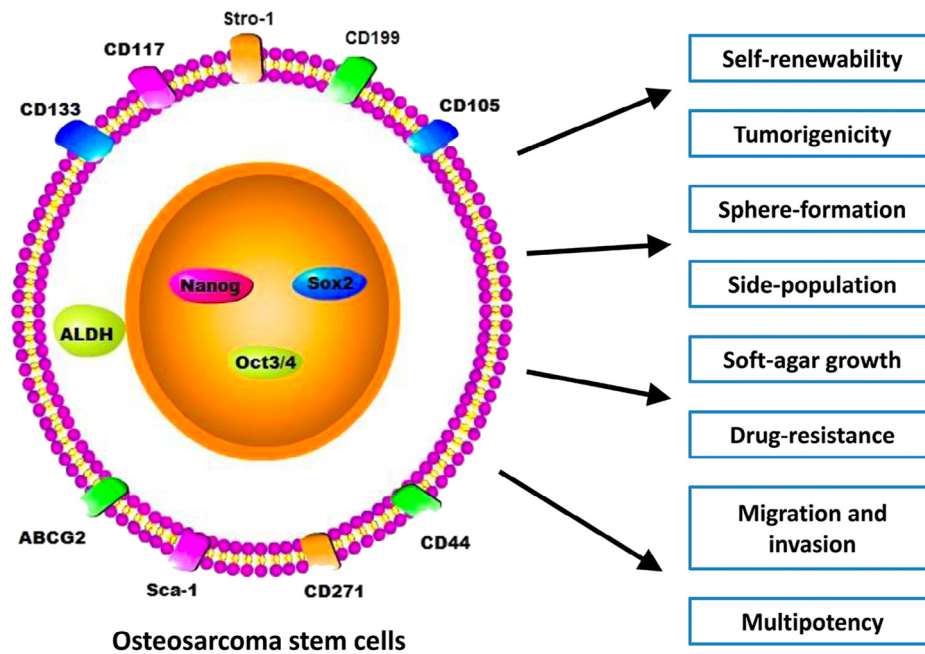 Stro-1
CD117
CD199
CD133
CD105
Nanog
Sox2
ALDH
Oct3/4
ABCG2
CD44
Sca-1
CD271
Osteosarcoma stem cells
Self-renewability
Tumorigenicity
Sphere-formation
Side-population
Soft-agar growth
Drug-resistance
Migration and
invasion
Multipotency